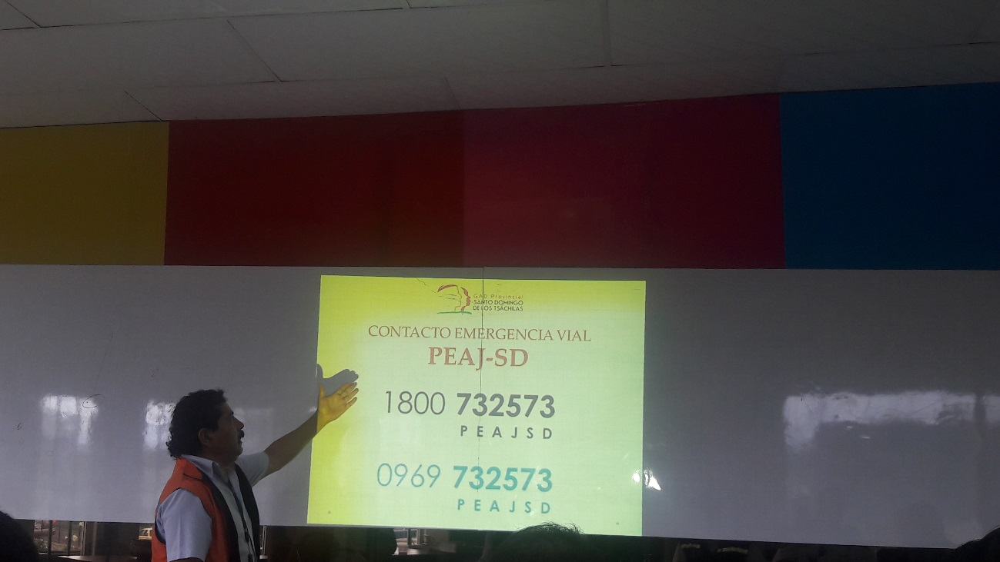 GAD Provincial
SANTO DOMINGO
DE LOS TSÁCHILAS
CONTACTO EMERGENCIA VIAL
PEAJ-SD
1800 732573
PEAJSD
0969 732573
PEAJSD